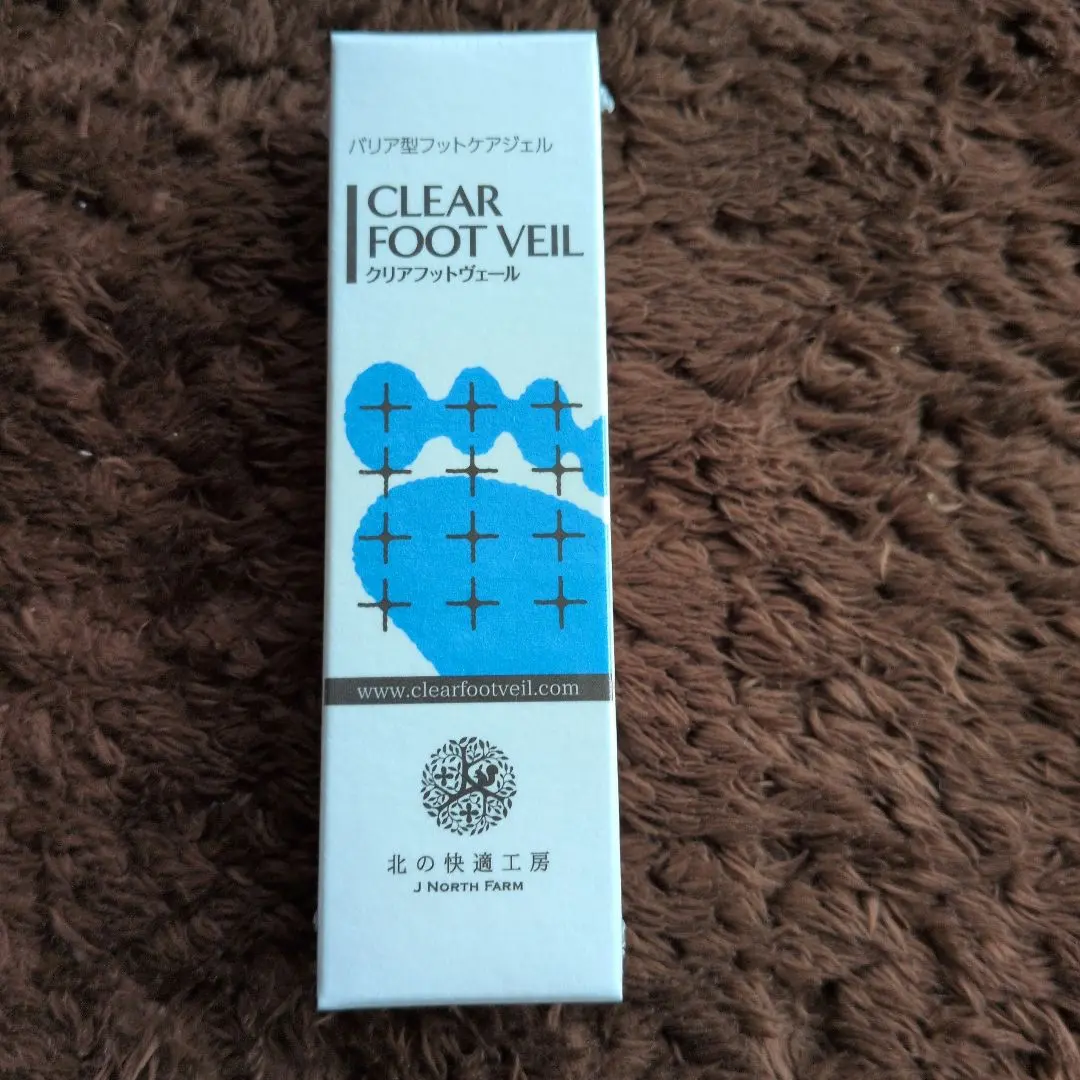 バリア型フットケアジェル
CLEAR
FOOT VEIL
クリアフットヴェール
www.clearfootveil.com
北の快適工房
J NORTH FARM